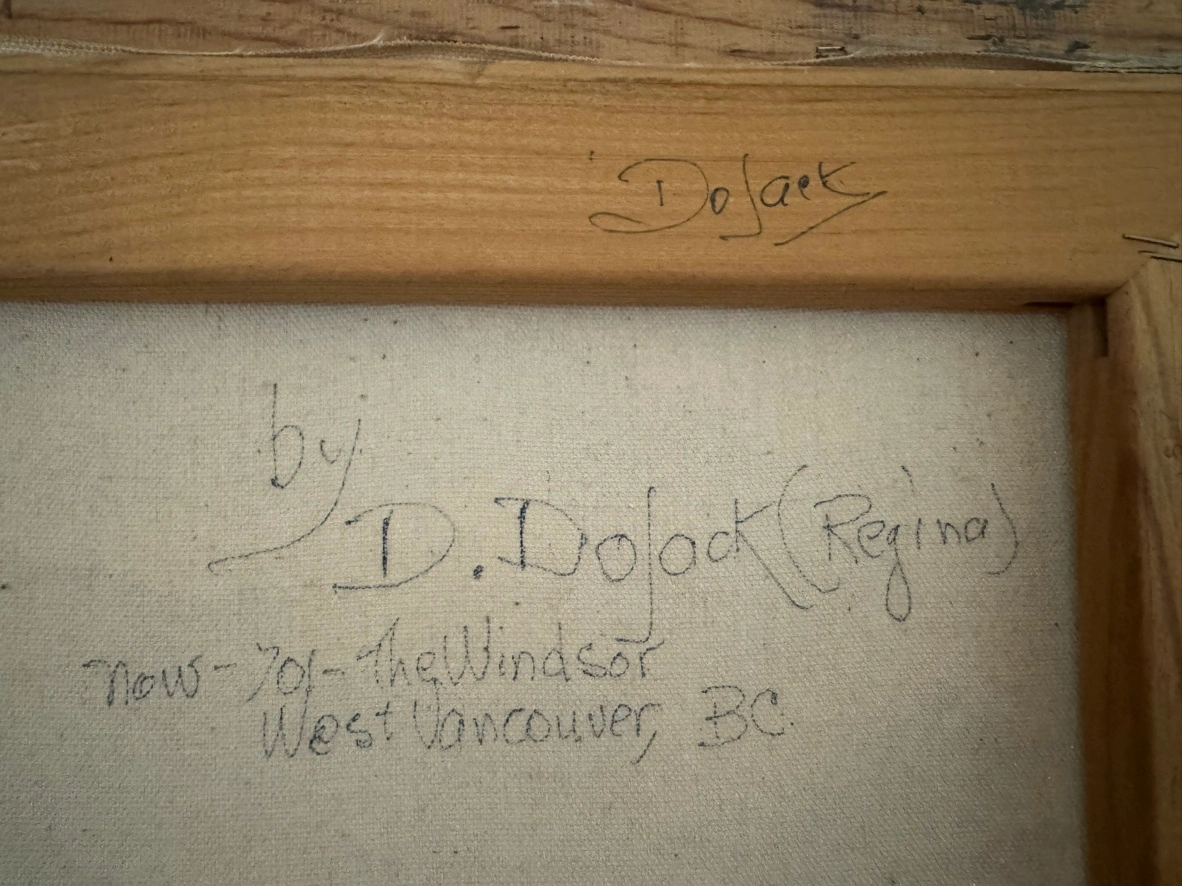 DoJack
by
D. DoJack (Regina)
now - 701 - The Windsor
West Vancouver, BC